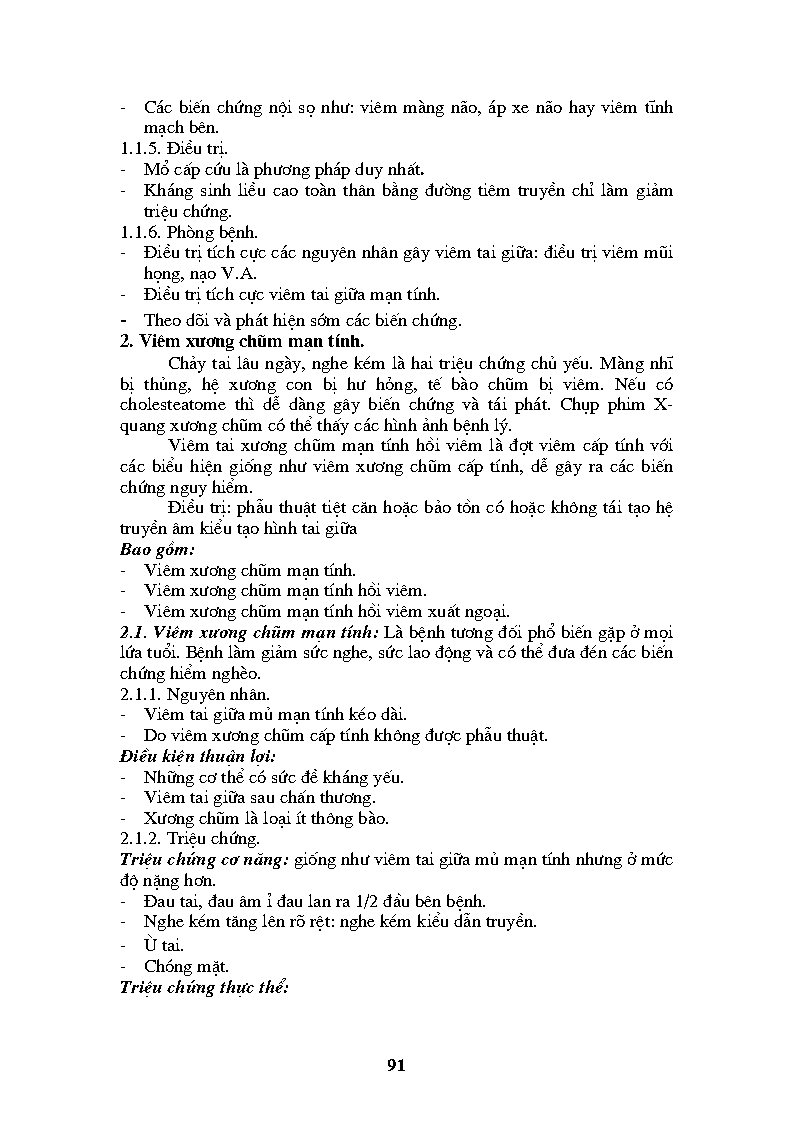 - Các biến chứng nội sọ như: viêm màng não, áp xe não hay viêm tĩnh
mạch bên.
1.1.5. Điều trị.
- Mổ cấp cứu là phương pháp duy nhất.
- Kháng sinh liều cao toàn thân bằng đường tiêm truyền chỉ làm giảm
triệu chứng.
1.1.6. Phòng bệnh.
- Điều trị tích cực các nguyên nhân gây viêm tai giữa: điều trị viêm mũi
họng, nạo V.A.
- Điều trị tích cực viêm tai giữa mạn tính.
- Theo dõi và phát hiện sớm các biến chứng.
2. Viêm xương chũm mạn tính.
Chảy tai lâu ngày, nghe kém là hai triệu chứng chủ yếu. Màng nhĩ
bị thủng, hệ xương con bị hư hỏng, tế bào chũm bị viêm. Nếu có
cholesteatome thì dễ dàng gây biến chứng và tái phát. Chụp phim X-
quang xương chũm có thể thấy các hình ảnh bệnh lý.
Viêm tai xương chũm mạn tính hồi viêm là đợt viêm cấp tính với
các biểu hiện giống như viêm xương chũm cấp tính, dễ gây ra các biến
chứng nguy hiểm.
Điều trị: phẫu thuật tiệt căn hoặc bảo tồn có hoặc không tái tạo hệ
truyền âm kiểu tạo hình tai giữa
Bao gồm:
- Viêm xương chũm mạn tính.
- Viêm xương chũm mạn tính hồi viêm.
- Viêm xương chũm mạn tính hồi viêm xuất ngoại.
2.1. Viêm xương chũm mạn tính: Là bệnh tương đối phổ biến gặp ở mọi
lứa tuổi. Bệnh làm giảm sức nghe, sức lao động và có thể đưa đén các biến
chứng hiểm nghèo.
2.1.1. Nguyên nhân.
- Viêm tai giữa mủ mạn tính kéo dài.
- Do viêm xương chũm cấp tính không được phẫu thuật.
Điều kiện thuận lợi:
- Những cơ thể có sức đề kháng yếu.
- Viêm tai giữa sau chấn thương.
- Xương chũm là loại ít thông bào.
2.1.2. Triệu chứng.
Triệu chứng cơ năng: giống như viêm tai giữa mủ mạn tính nhưng ở mức
độ nặng hơn.
- Đau tai, đau âm ỉ đau lan ra 1/2 đầu bên bệnh.
- Nghe kém tăng lên rõ rệt: nghe kém kiểu dẫn truyền.
- Ù tai.
- Chóng mặt.
Triệu chứng thực thể:
91